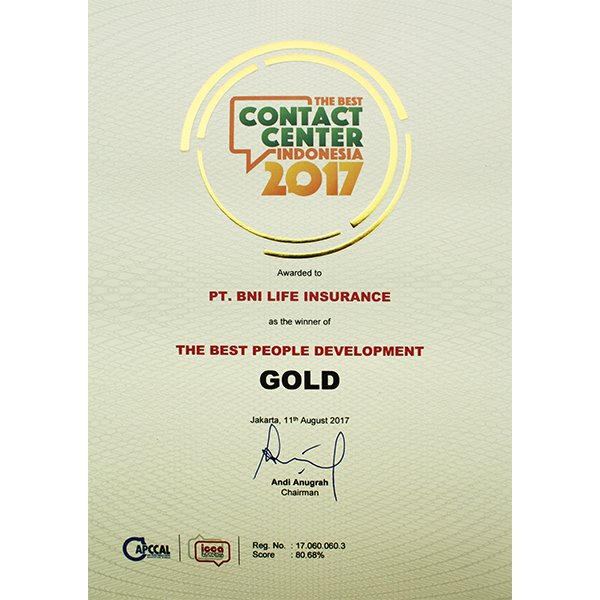 THE BEST
CONTACT
CENTER
INDONESIA
2017
Awarded to
PT. BNI LIFE INSURANCE
as the winner of
THE BEST PEOPLE DEVELOPMENT
GOLD
Jakarta, 11th August 2017
Andi Anugrah
Chairman
APCCAL
icca
Reg. No. : 17.060.060.3
Score : 80.68%